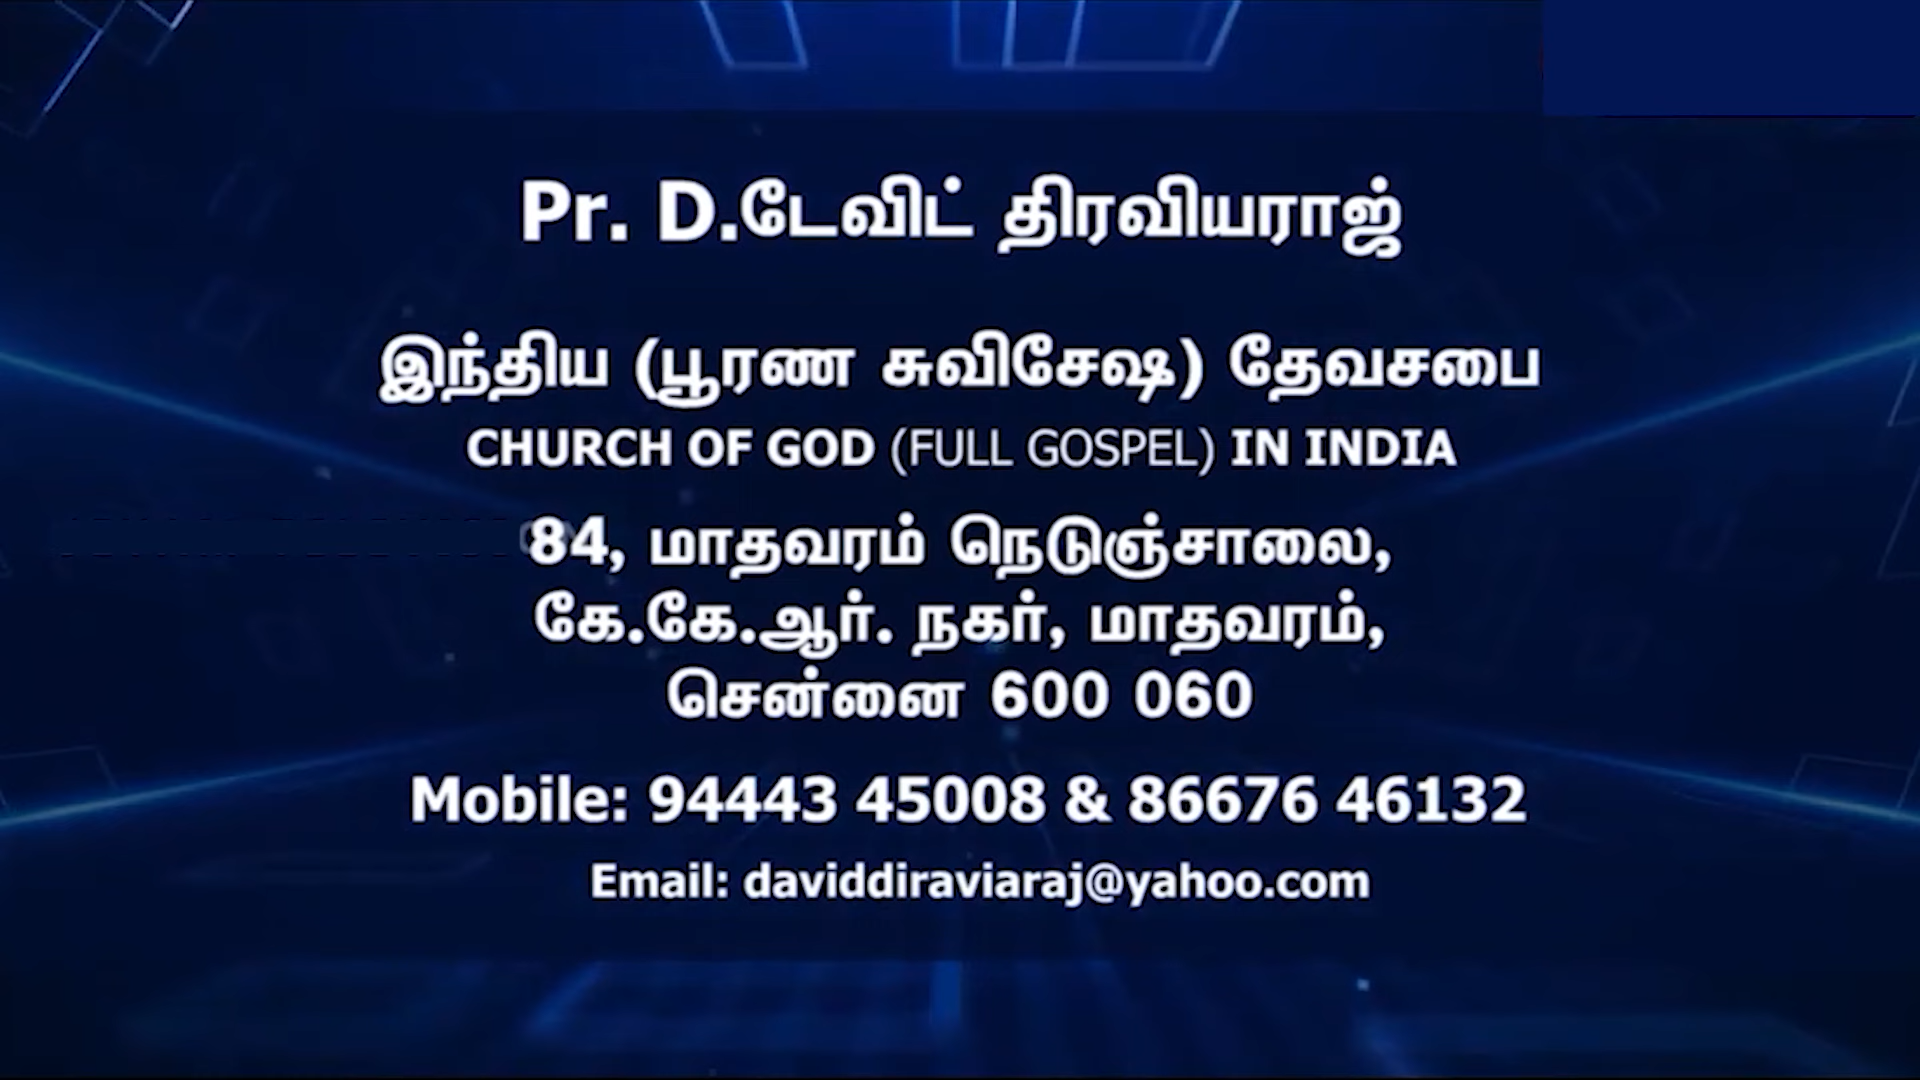 Pr. D.டேவிட் திரவியராஜ்
இந்திய (பூரண சுவிசேஷ) தேவசபை
CHURCH OF GOD (FULL GOSPEL) IN INDIA
84, மாதவரம் நெடுஞ்சாலை,
கே.கே.ஆர். நகர், மாதவரம்,
சென்னை 600 060
Mobile: 94443 45008 & 86676 46132
Email: daviddiraviaraj@yahoo.com